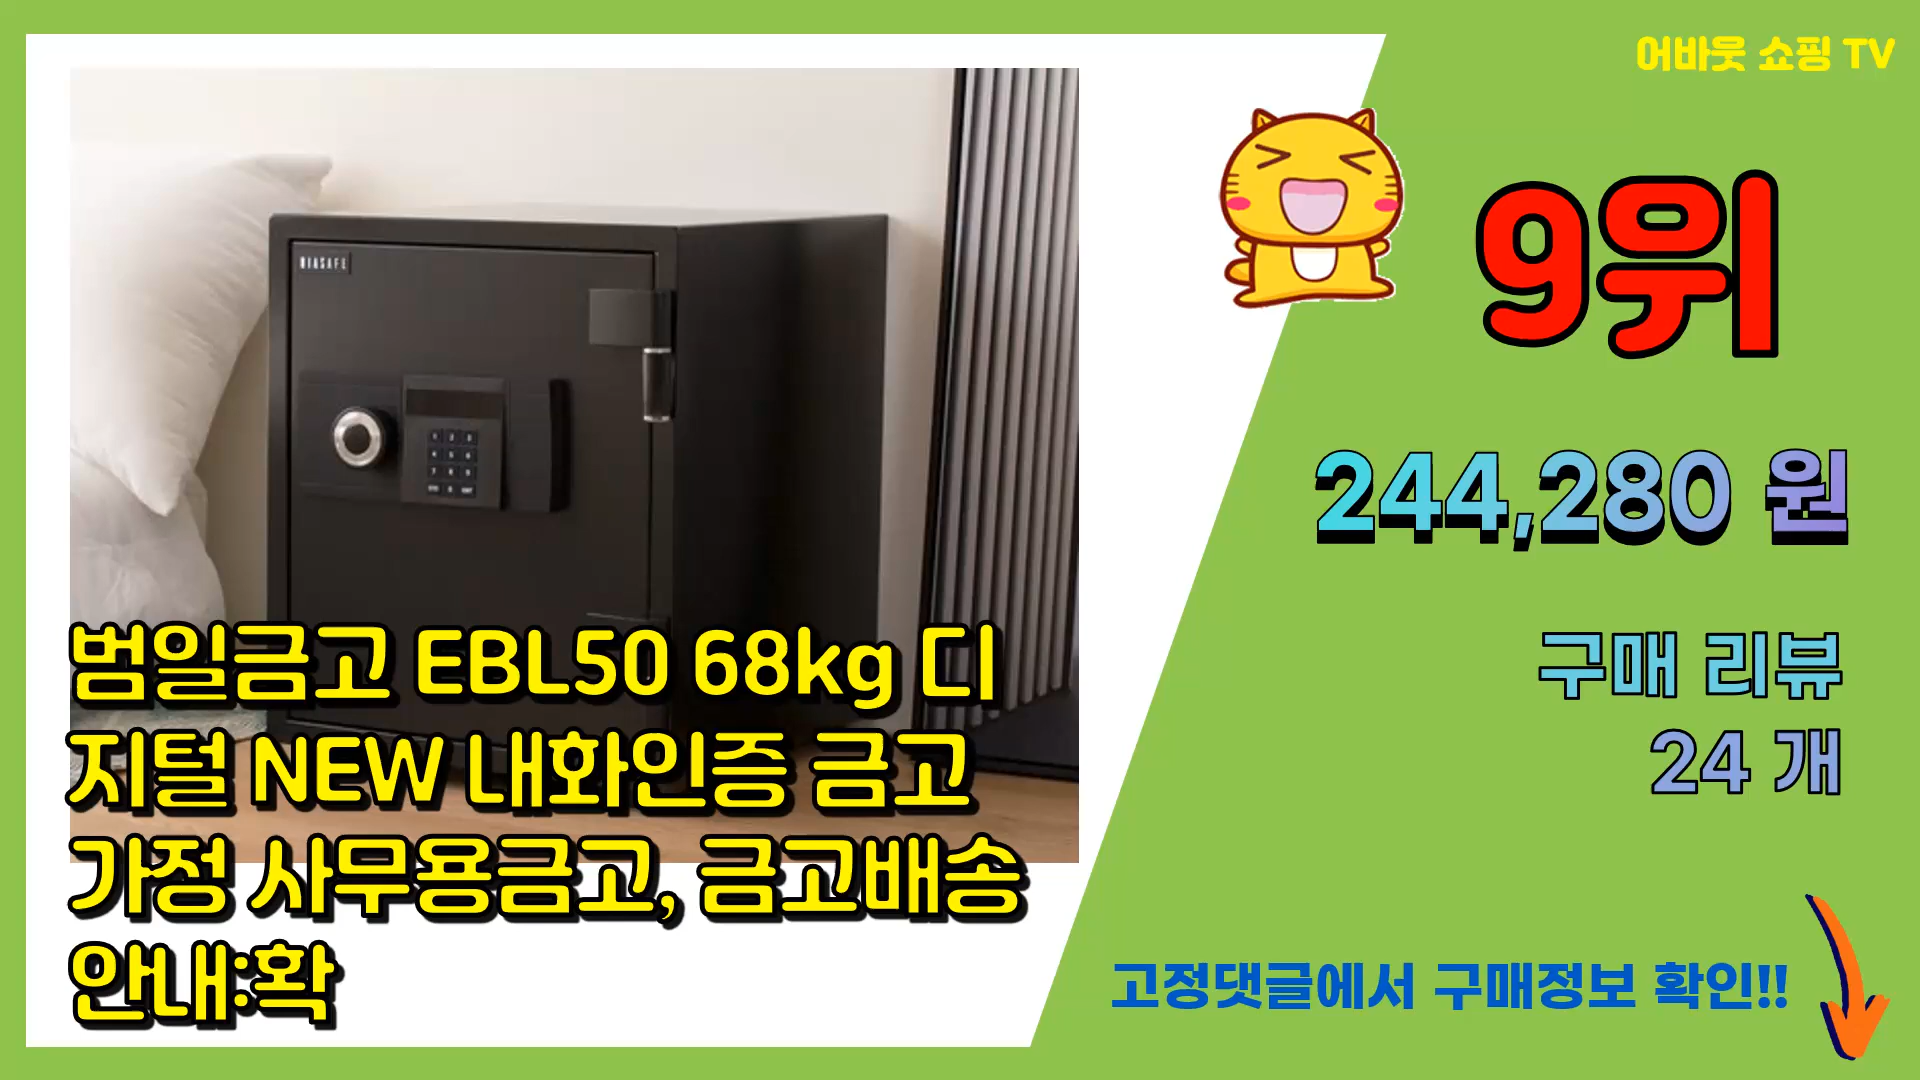 어바웃 쇼핑 TV
9위
244,280 원
구매 리뷰
24 개
범일금고 EBL50 68kg 디
지털 NEW 내화인증 금고
가정 사무용금고, 금고배송
안내:확
고정댓글에서 구매정보 확인!!